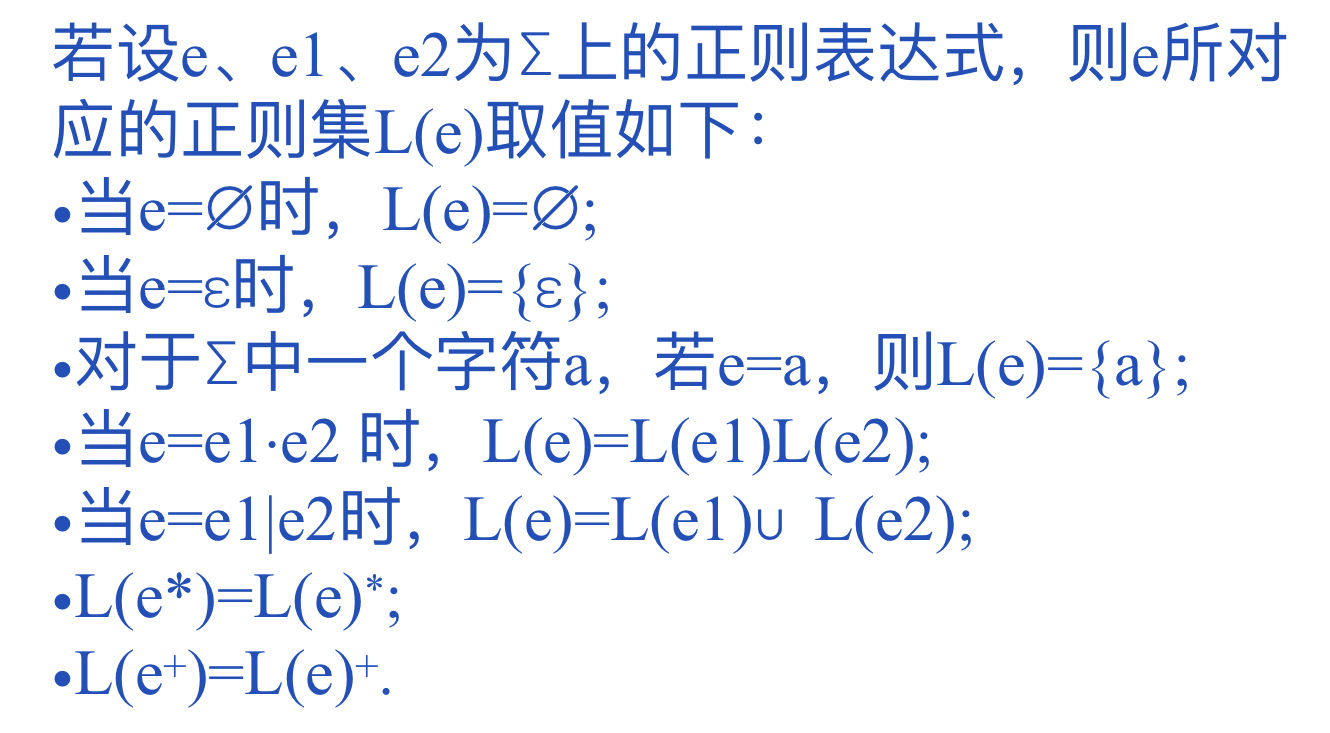 若设e、e1、e2为∑上的正则表达式，则e所对
应的正则集L(e)取值如下：
•当e=∅时，L(e)=∅;
•当e=ε时，L(e)={ε};
•对于∑中一个字符a，若e=a，则L(e)={a};
•当e=e1·e2 时，L(e)=L(e1)L(e2);
•当e=e1|e2时，L(e)=L(e1)∪ L(e2);
•L(e*)=L(e)*;
•L(e⁺)=L(e)⁺.